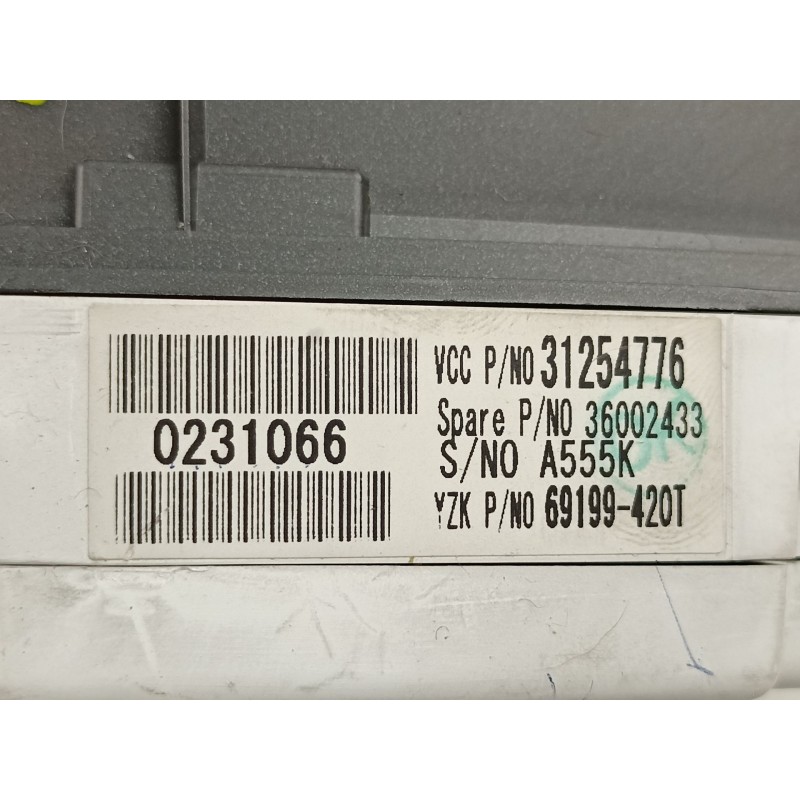 0231066
VCC P/NO 31254776
Spare P/NO 36002433
S/NO A555K
YZK P/NO 69199-420T